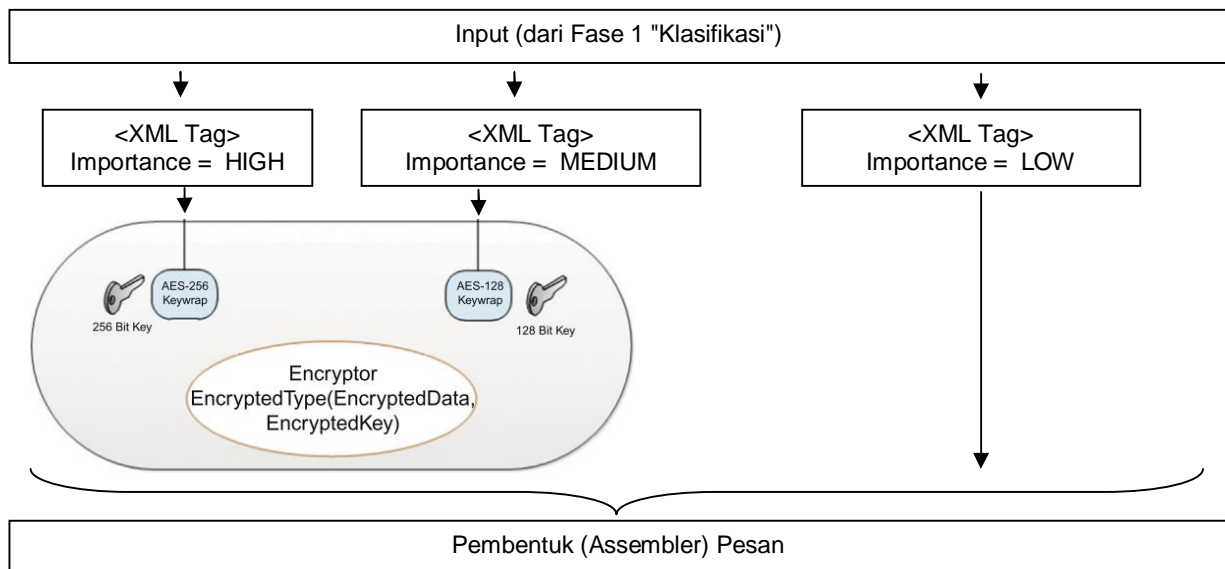 Input (dari Fase 1 "Klasifikasi")
<XML Tag>
Importance = HIGH
<XML Tag>
Importance = MEDIUM
<XML Tag>
Importance = LOW
AES-256
Keywrap
256 Bit Key
AES-128
Keywrap
128 Bit Key
Encryptor
EncryptedType(EncryptedData,
EncryptedKey)
Pembentuk (Assembler) Pesan